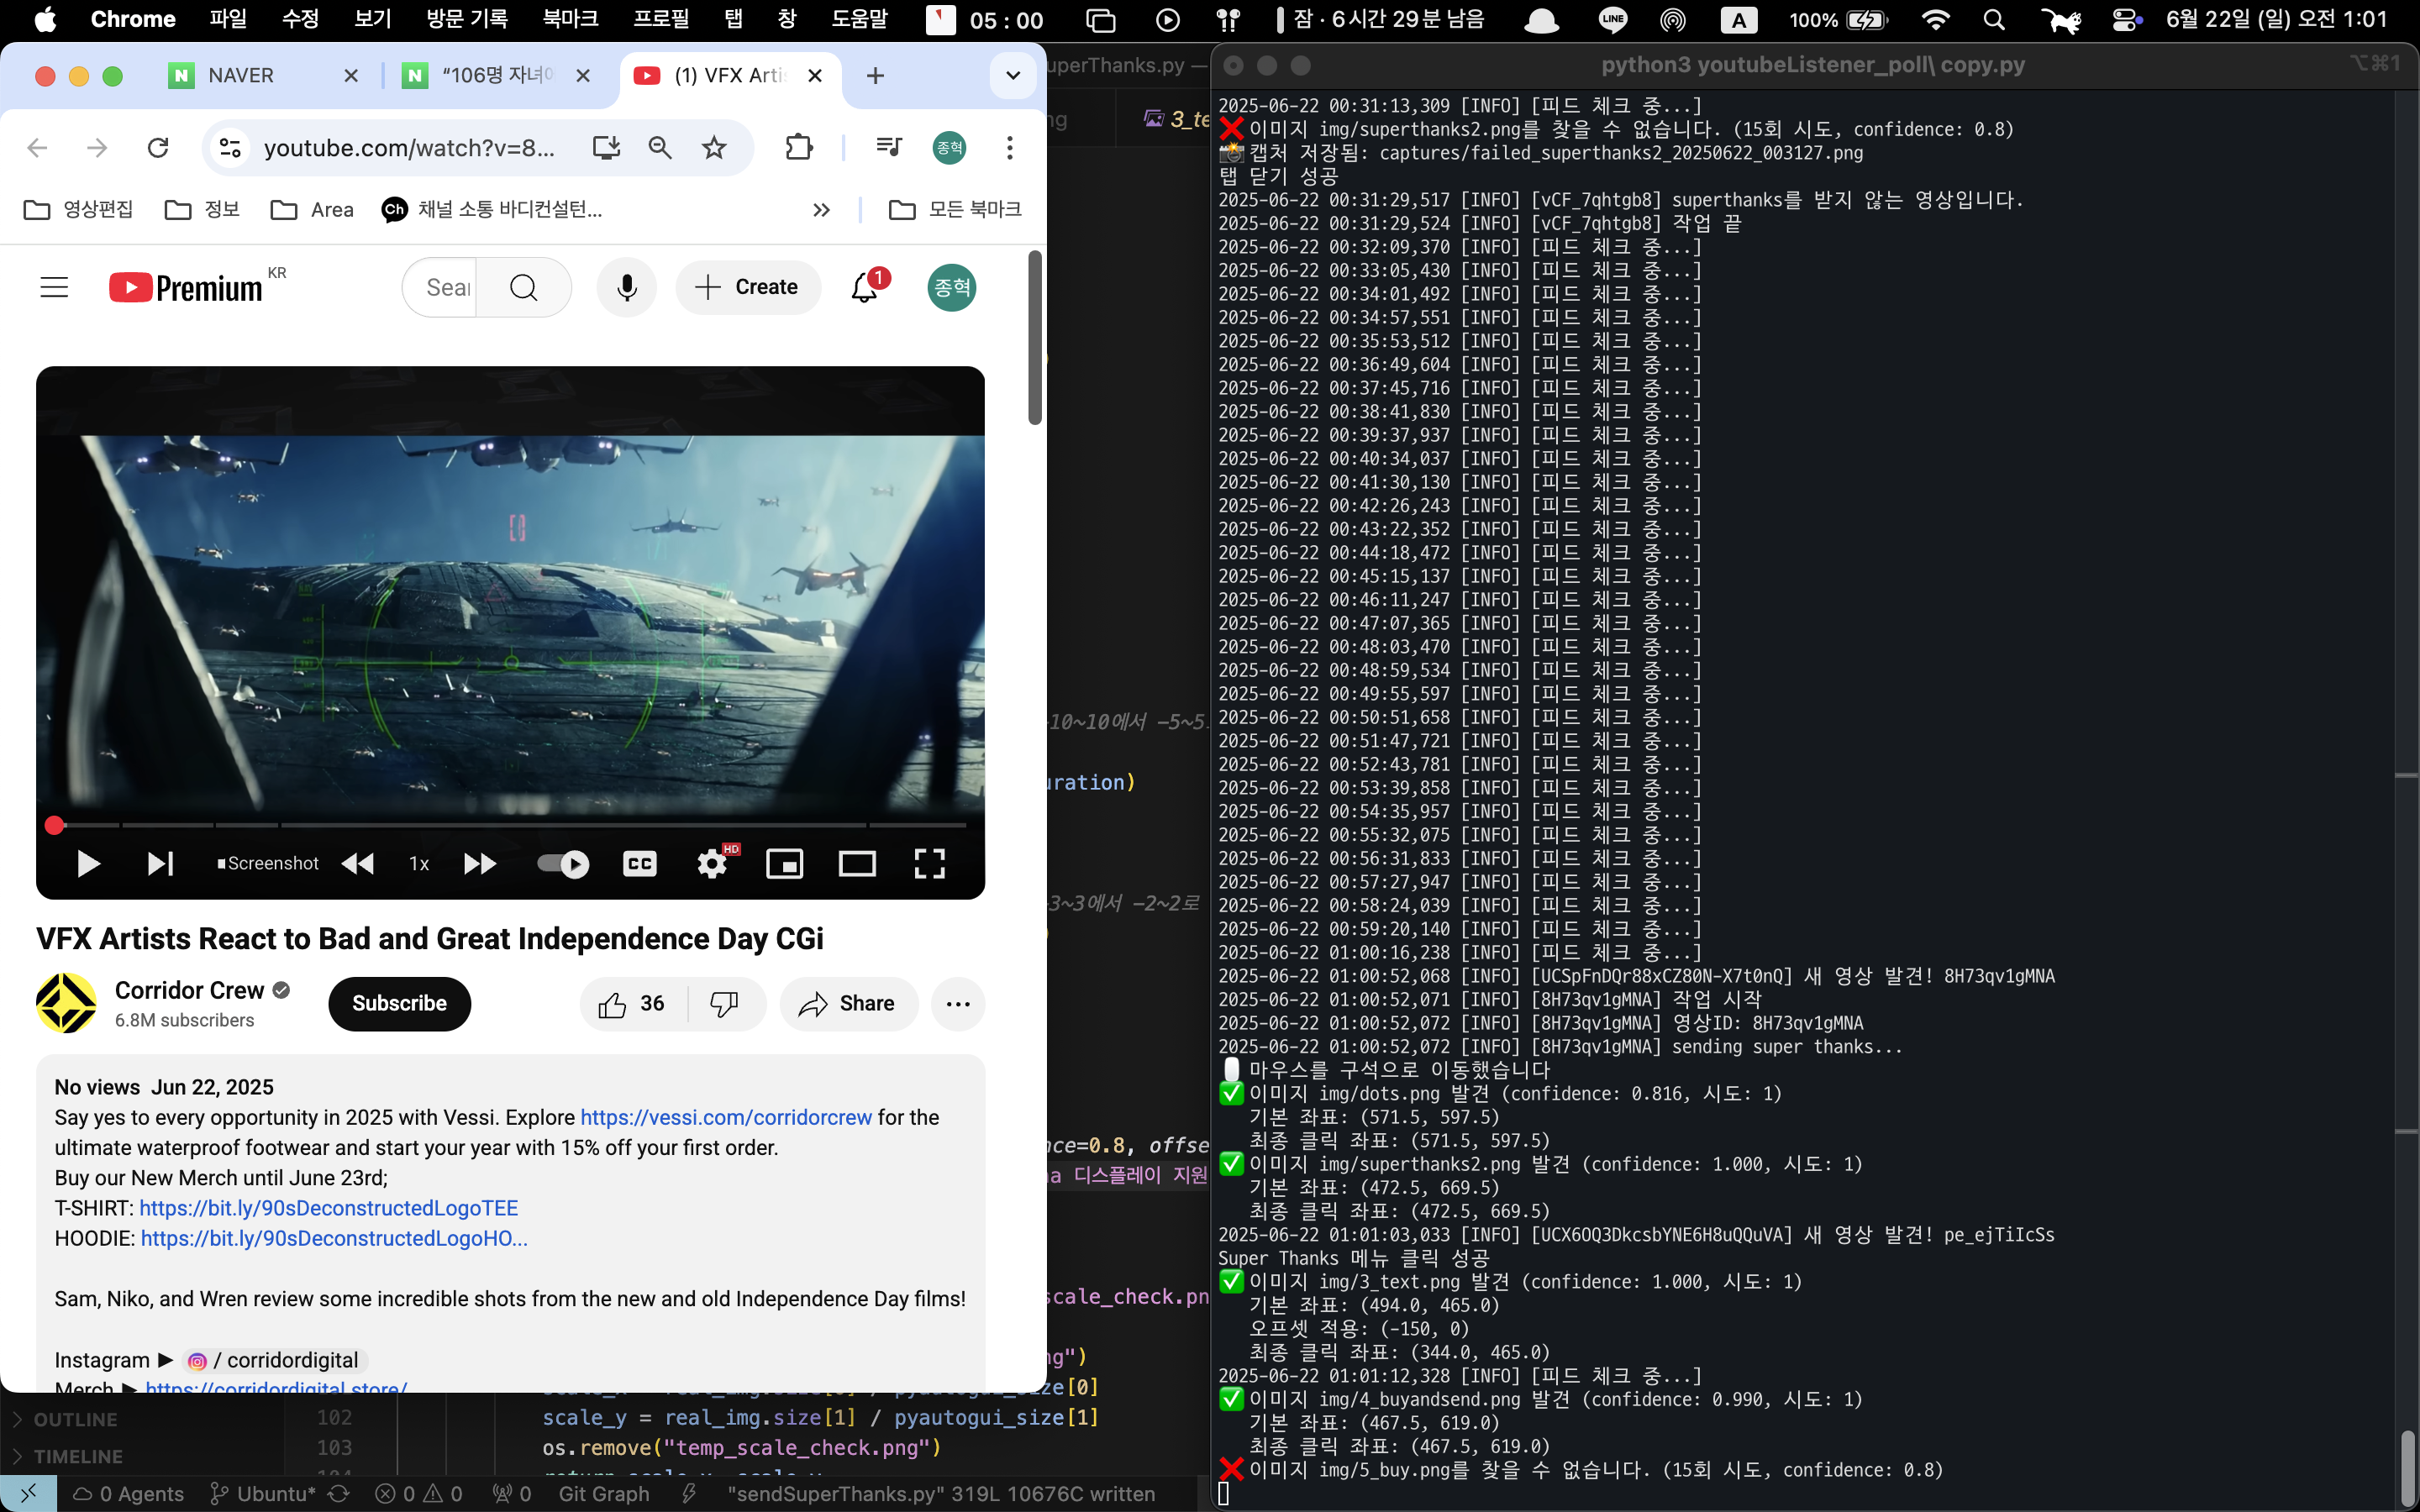 Chrome 파일 수정 보기 방문 기록 북마크 프로필 탭 창 도움말 05 : 00 잠 · 6시간 29분 남음 LINE A 100% 6월 22일 (일) 오전 1:01
NAVER
“106명 자녀
(1) VFX Arti
youtube.com/watch?v=8...
종혁
영상편집
정보
Area
Ch 채널 소통 바디컨설턴...
모든 북마크
Premium KR
Sear
Create
1
종혁
Screenshot
1x
CC
HD
VFX Artists React to Bad and Great Independence Day CGi
Corridor Crew
6.8M subscribers
Subscribe
36
Share
No views Jun 22, 2025
Say yes to every opportunity in 2025 with Vessi. Explore https://vessi.com/corridorcrew for the
ultimate waterproof footwear and start your year with 15% off your first order.
Buy our New Merch until June 23rd;
T-SHIRT: https://bit.ly/90sDeconstructedLogoTEE
HOODIE: https://bit.ly/90sDeconstructedLogoHO...
Sam, Niko, and Wren review some incredible shots from the new and old Independence Day films!
Instagram ► / corridordigital
Merch ► https://corridordigital.store/
uperThanks.py —
ng
3_te
-10~10에서 -5~5
uration)
-3~3에서 -2~2로
nce=0.8, offse
na 디스플레이 지원
scale_check.pn
ng")
scale_x = real_img.size[0] / pyautogui_size[0]
102 scale_y = real_img.size[1] / pyautogui_size[1]
103 os.remove("temp_scale_check.png")
104 return scale_x, scale_y
OUTLINE
TIMELINE
0 Agents
Ubuntu*
0 0
0
Git Graph
"sendSuperThanks.py" 319L 10676C written
python3 youtubeListener_poll\ copy.py
⌥⌘1
2025-06-22 00:31:13,309 [INFO] [피드 체크 중...]
❌이미지 img/superthanks2.png를 찾을 수 없습니다. (15회 시도, confidence: 0.8)
📸캡처 저장됨: captures/failed_superthanks2_20250622_003127.png
탭 닫기 성공
2025-06-22 00:31:29,517 [INFO] [vCF_7qhtgb8] superthanks를 받지 않는 영상입니다.
2025-06-22 00:31:29,524 [INFO] [vCF_7qhtgb8] 작업 끝
2025-06-22 00:32:09,370 [INFO] [피드 체크 중...]
2025-06-22 00:33:05,430 [INFO] [피드 체크 중...]
2025-06-22 00:34:01,492 [INFO] [피드 체크 중...]
2025-06-22 00:34:57,551 [INFO] [피드 체크 중...]
2025-06-22 00:35:53,512 [INFO] [피드 체크 중...]
2025-06-22 00:36:49,604 [INFO] [피드 체크 중...]
2025-06-22 00:37:45,716 [INFO] [피드 체크 중...]
2025-06-22 00:38:41,830 [INFO] [피드 체크 중...]
2025-06-22 00:39:37,937 [INFO] [피드 체크 중...]
2025-06-22 00:40:34,037 [INFO] [피드 체크 중...]
2025-06-22 00:41:30,130 [INFO] [피드 체크 중...]
2025-06-22 00:42:26,243 [INFO] [피드 체크 중...]
2025-06-22 00:43:22,352 [INFO] [피드 체크 중...]
2025-06-22 00:44:18,472 [INFO] [피드 체크 중...]
2025-06-22 00:45:15,137 [INFO] [피드 체크 중...]
2025-06-22 00:46:11,247 [INFO] [피드 체크 중...]
2025-06-22 00:47:07,365 [INFO] [피드 체크 중...]
2025-06-22 00:48:03,470 [INFO] [피드 체크 중...]
2025-06-22 00:48:59,534 [INFO] [피드 체크 중...]
2025-06-22 00:49:55,597 [INFO] [피드 체크 중...]
2025-06-22 00:50:51,658 [INFO] [피드 체크 중...]
2025-06-22 00:51:47,721 [INFO] [피드 체크 중...]
2025-06-22 00:52:43,781 [INFO] [피드 체크 중...]
2025-06-22 00:53:39,858 [INFO] [피드 체크 중...]
2025-06-22 00:54:35,957 [INFO] [피드 체크 중...]
2025-06-22 00:55:32,075 [INFO] [피드 체크 중...]
2025-06-22 00:56:31,833 [INFO] [피드 체크 중...]
2025-06-22 00:57:27,947 [INFO] [피드 체크 중...]
2025-06-22 00:58:24,039 [INFO] [피드 체크 중...]
2025-06-22 00:59:20,140 [INFO] [피드 체크 중...]
2025-06-22 01:00:16,238 [INFO] [피드 체크 중...]
2025-06-22 01:00:52,068 [INFO] [UCSpFnDQr88xCZ80N-X7t0nQ] 새 영상 발견! 8H73qv1gMNA
2025-06-22 01:00:52,071 [INFO] [8H73qv1gMNA] 작업 시작
2025-06-22 01:00:52,072 [INFO] [8H73qv1gMNA] 영상ID: 8H73qv1gMNA
2025-06-22 01:00:52,072 [INFO] [8H73qv1gMNA] sending super thanks...
마우스를 구석으로 이동했습니다
✅이미지 img/dots.png 발견 (confidence: 0.816, 시도: 1)
기본 좌표: (571.5, 597.5)
최종 클릭 좌표: (571.5, 597.5)
✅이미지 img/superthanks2.png 발견 (confidence: 1.000, 시도: 1)
기본 좌표: (472.5, 669.5)
최종 클릭 좌표: (472.5, 669.5)
2025-06-22 01:01:03,033 [INFO] [UCX6OQ3DkcsbYNE6H8uQQuVA] 새 영상 발견! pe_ejTiIcSs
Super Thanks 메뉴 클릭 성공
✅이미지 img/3_text.png 발견 (confidence: 1.000, 시도: 1)
기본 좌표: (494.0, 465.0)
오프셋 적용: (-150, 0)
최종 클릭 좌표: (344.0, 465.0)
2025-06-22 01:01:12,328 [INFO] [피드 체크 중...]
✅이미지 img/4_buyandsend.png 발견 (confidence: 0.990, 시도: 1)
기본 좌표: (467.5, 619.0)
최종 클릭 좌표: (467.5, 619.0)
❌이미지 img/5_buy.png를 찾을 수 없습니다. (15회 시도, confidence: 0.8)